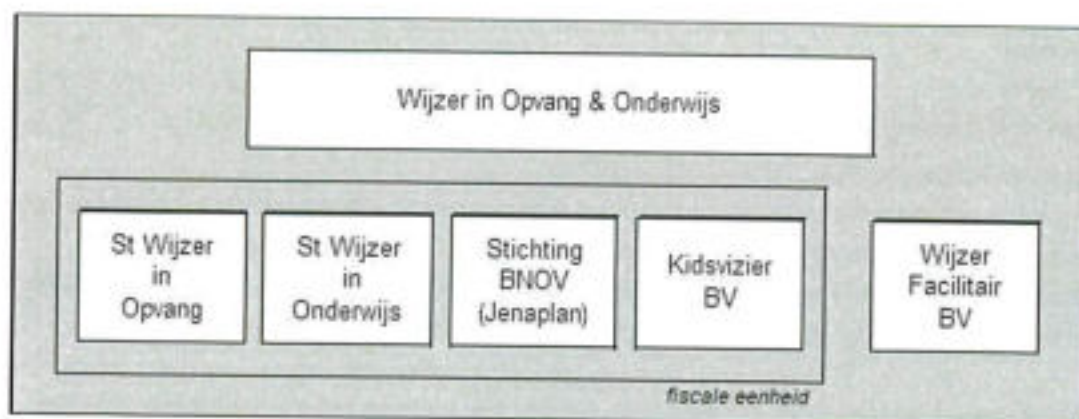 Wijzer in Opvang & Onderwijs
St Wijzer
in
Opvang
St Wijzer
in
Onderwijs
Stichting
BNOV
(Jenaplan)
Kidsvizier
BV
Wijzer
Facilitair
BV
fiscale eenheid